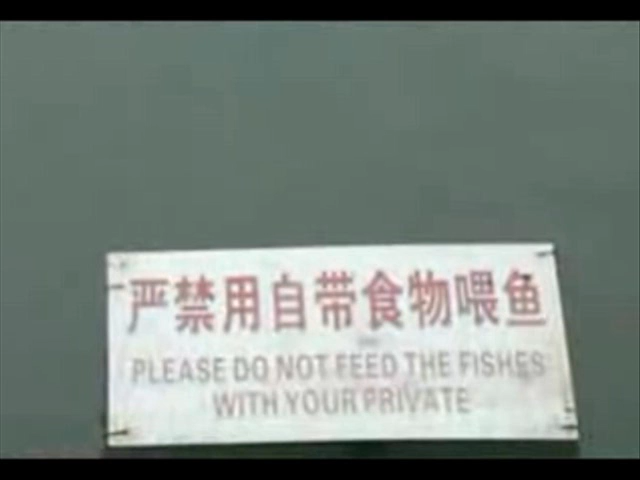 严禁用自带食物喂鱼
PLEASE DO NOT FEED THE FISHES
WITH YOUR PRIVATE